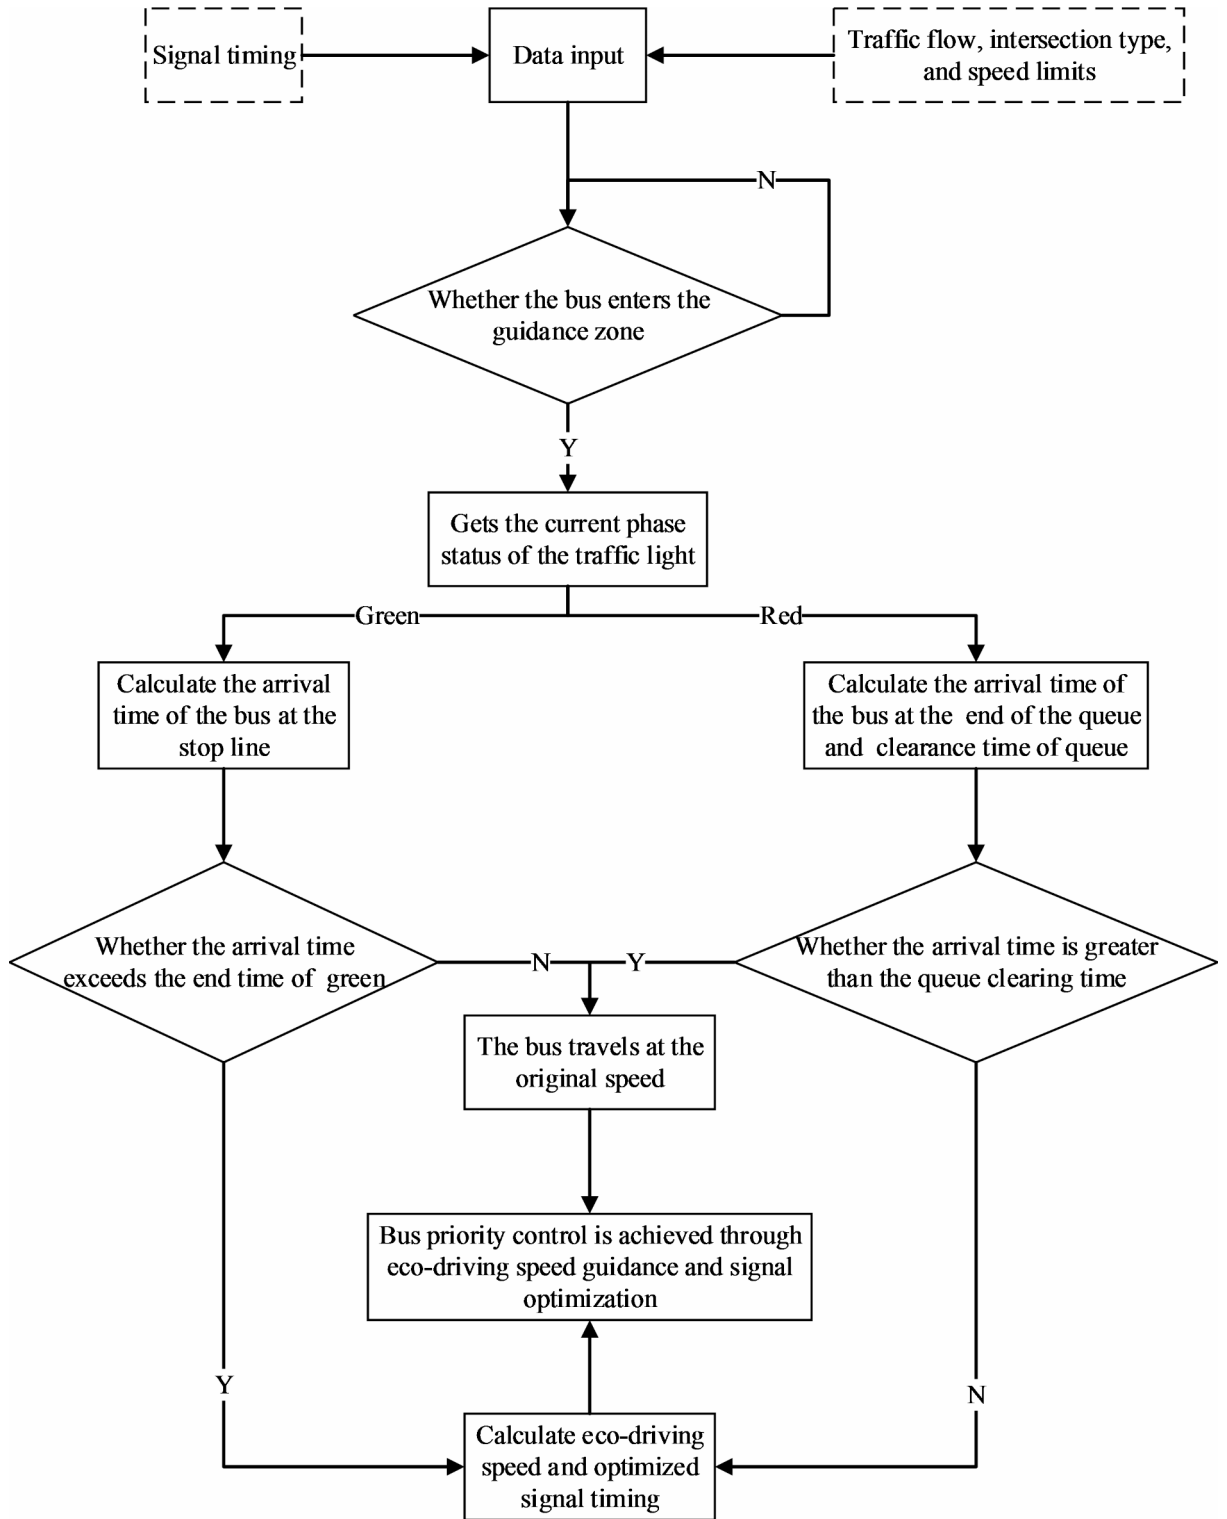 Signal timing
Data input
Traffic flow, intersection type,
and speed limits
N
Whether the bus enters the
guidance zone
Y
Gets the current phase
status of the traffic light
Green
Red
Calculate the arrival
time of the bus at the
stop line
Calculate the arrival time of
the bus at the end of the queue
and clearance time of queue
Whether the arrival time
exceeds the end time of green
N
Y
Whether the arrival time is greater
than the queue clearing time
The bus travels at the
original speed
Bus priority control is achieved through
eco-driving speed guidance and signal
optimization
Y
N
Calculate eco-driving
speed and optimized
signal timing